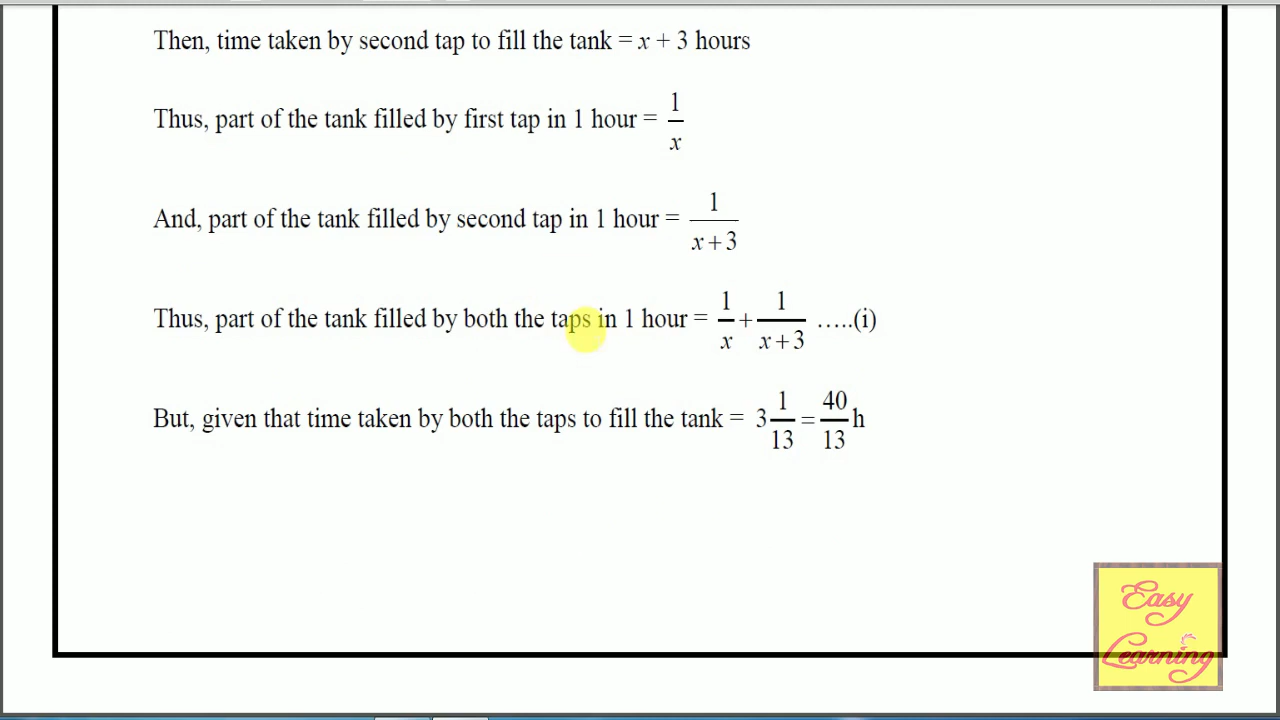 Then, time taken by second tap to fill the tank = x + 3 hours
Thus, part of the tank filled by first tap in 1 hour = 1/x
And, part of the tank filled by second tap in 1 hour = 1/(x+3)
Thus, part of the tank filled by both the taps in 1 hour = 1/x + 1/(x+3) .....(i)
But, given that time taken by both the taps to fill the tank = 3 1/13 = 40/13 h
Easy
Learning